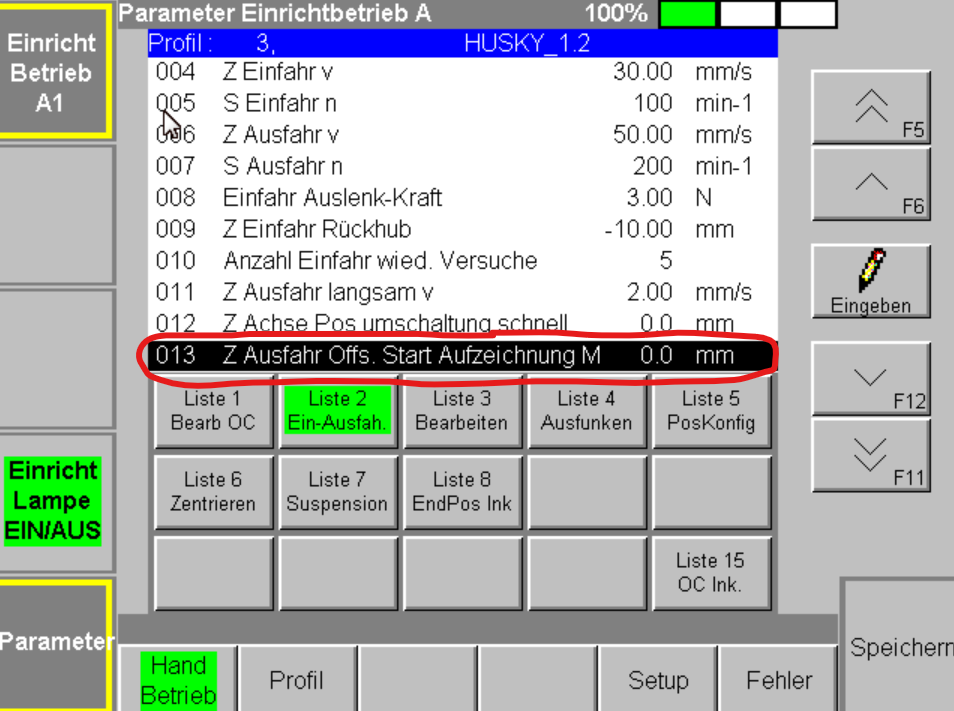 Parameter Einrichtbetrieb A 100%
Einricht
Betrieb
A1
Profil : 3, HUSKY_1.2
004 Z Einfahr v 30.00 mm/s
005 S Einfahr n 100 min-1
006 Z Ausfahr v 50.00 mm/s
007 S Ausfahr n 200 min-1
008 Einfahr Auslenk-Kraft 3.00 N
009 Z Einfahr Rückhub -10.00 mm
010 Anzahl Einfahr wied. Versuche 5
011 Z Ausfahr langsam v 2.00 mm/s
012 Z Achse Pos umschaltung schnell 0.0 mm
013 Z Ausfahr Offs. Start Aufzeichnung M 0.0 mm
F5
F6
Eingeben
F12
F11
Liste 1 Liste 2 Liste 3 Liste 4 Liste 5
Bearb OC Ein-Ausfah. Bearbeiten Ausfunken PosKonfig
Liste 6 Liste 7 Liste 8
Zentrieren Suspension EndPos Ink
Liste 15
OC Ink.
Einricht
Lampe
EIN/AUS
Parameter
Speichern
Hand
Betrieb
Profil Setup Fehler